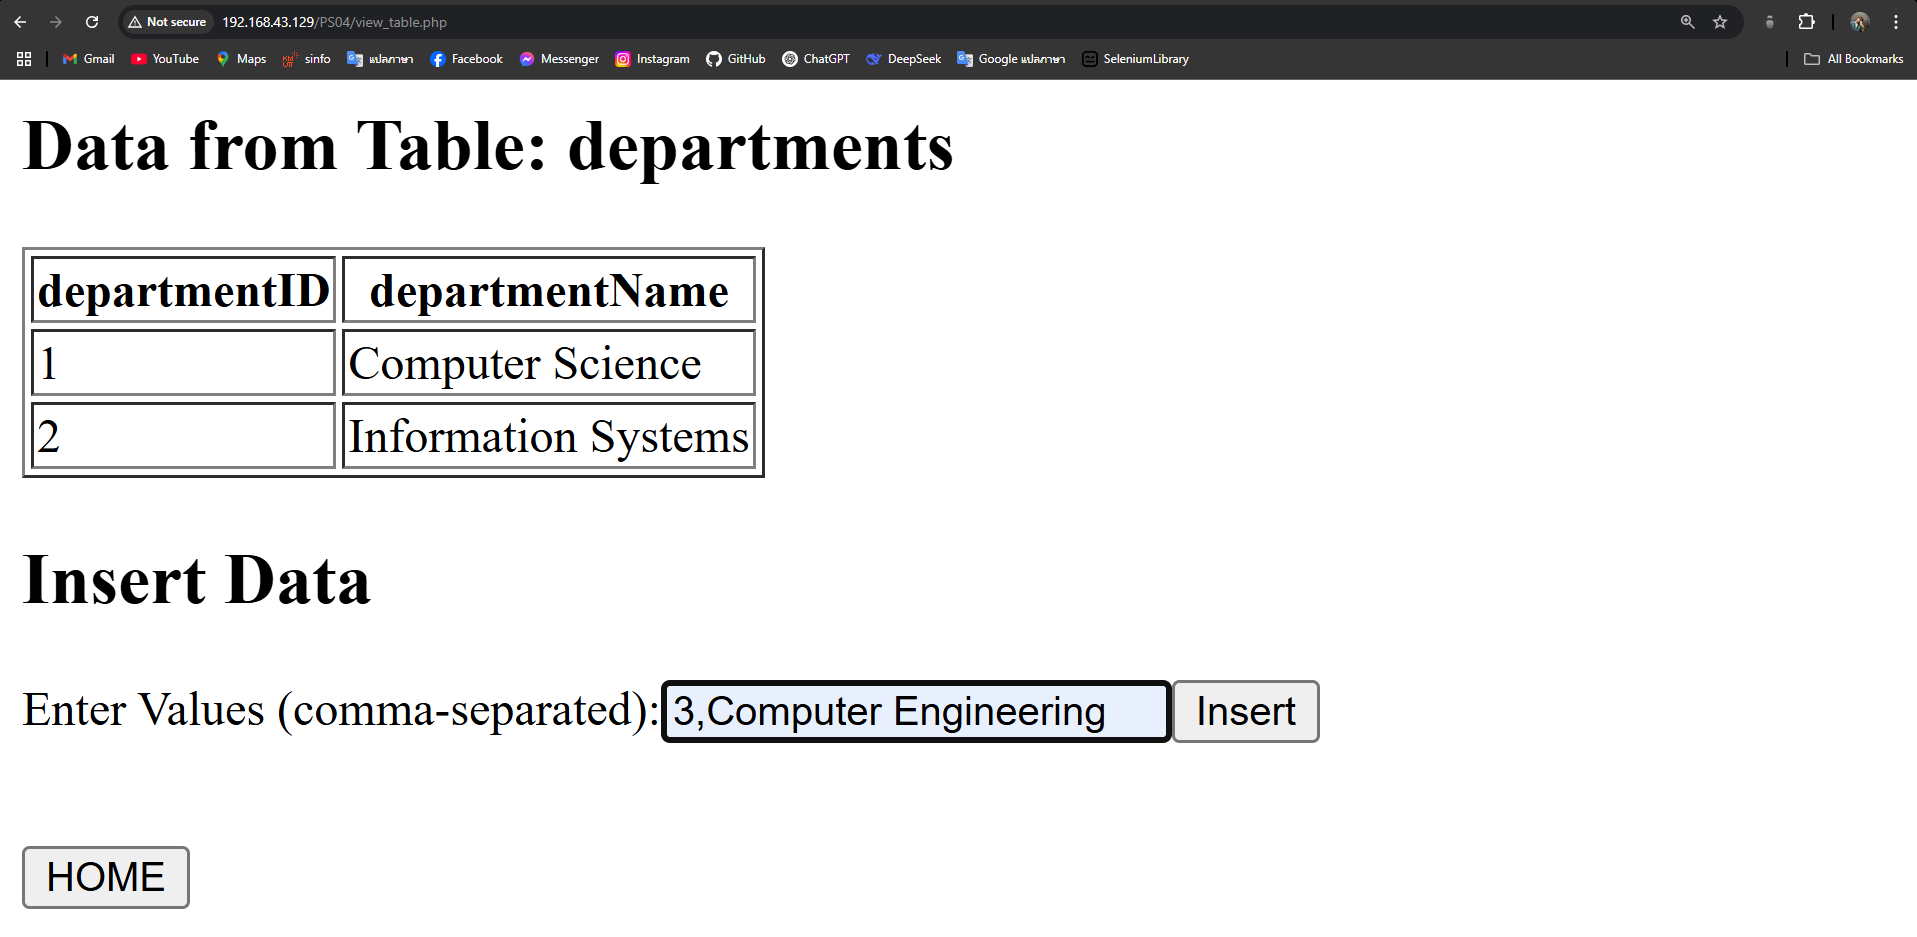 Not secure 192.168.43.129/PS04/view_table.php
Gmail YouTube Maps sinfo แปลภาษา Facebook Messenger Instagram GitHub ChatGPT DeepSeek Google แปลภาษา SeleniumLibrary All Bookmarks
Data from Table: departments
departmentID departmentName
1 Computer Science
2 Information Systems
Insert Data
Enter Values (comma-separated): 3,Computer Engineering Insert
HOME